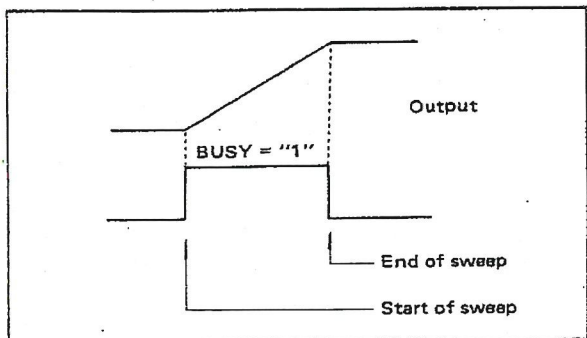 Output
BUSY = "1"
End of sweep
Start of sweep